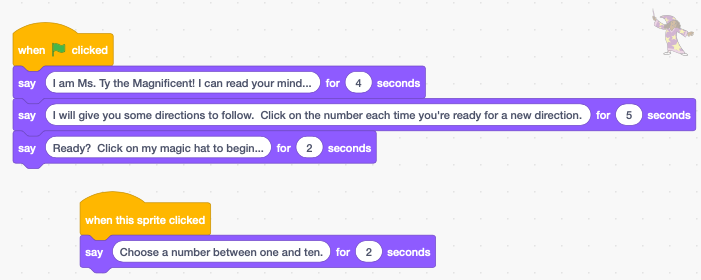 when clicked
say I am Ms. Ty the Magnificent! I can read your mind... for 4 seconds
say I will give you some directions to follow. Click on the number each time you're ready for a new direction. for 5 seconds
say Ready? Click on my magic hat to begin... for 2 seconds
when this sprite clicked
say Choose a number between one and ten. for 2 seconds